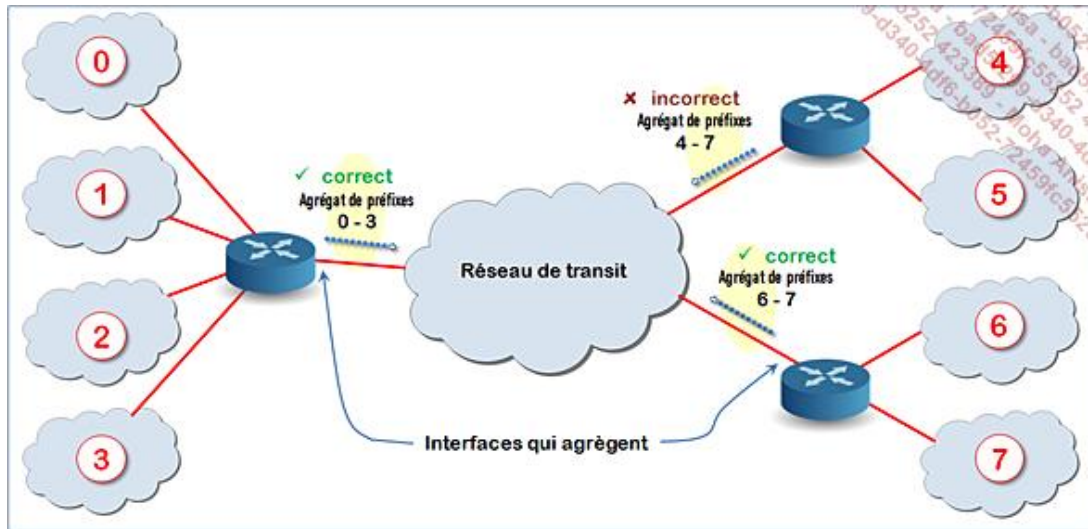 0
1
2
3
✓ correct
Agrégat de préfixes
0 - 3
Réseau de transit
✗ incorrect
Agrégat de préfixes
4 - 7
✓ correct
Agrégat de préfixes
6 - 7
4
5
6
7
Interfaces qui agrègent